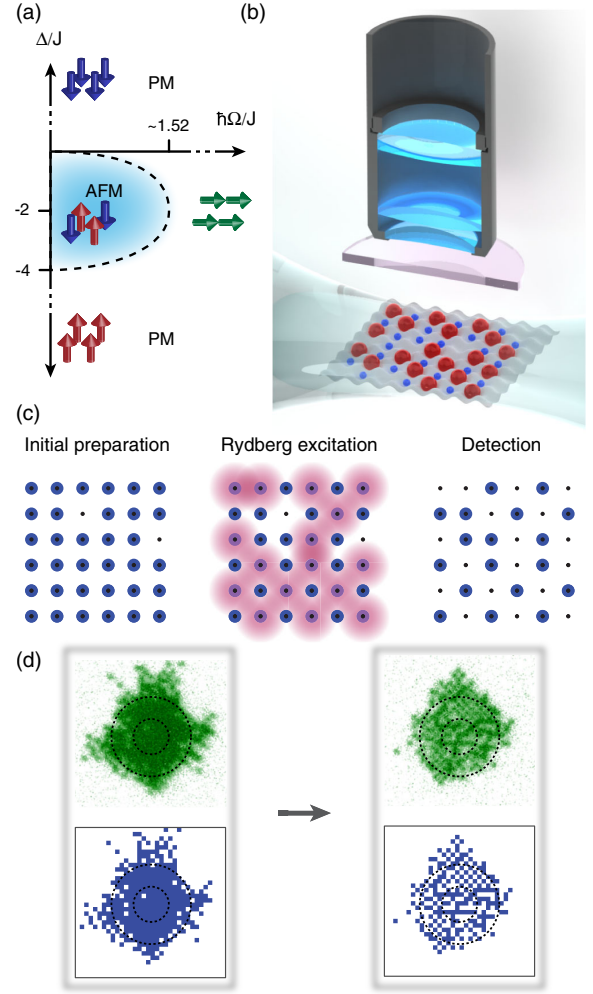 (a)
Δ/J
PM
ħΩ/J
~1.52
AFM
-2
-4
PM
(b)
(c)
Initial preparation
Rydberg excitation
Detection
(d)